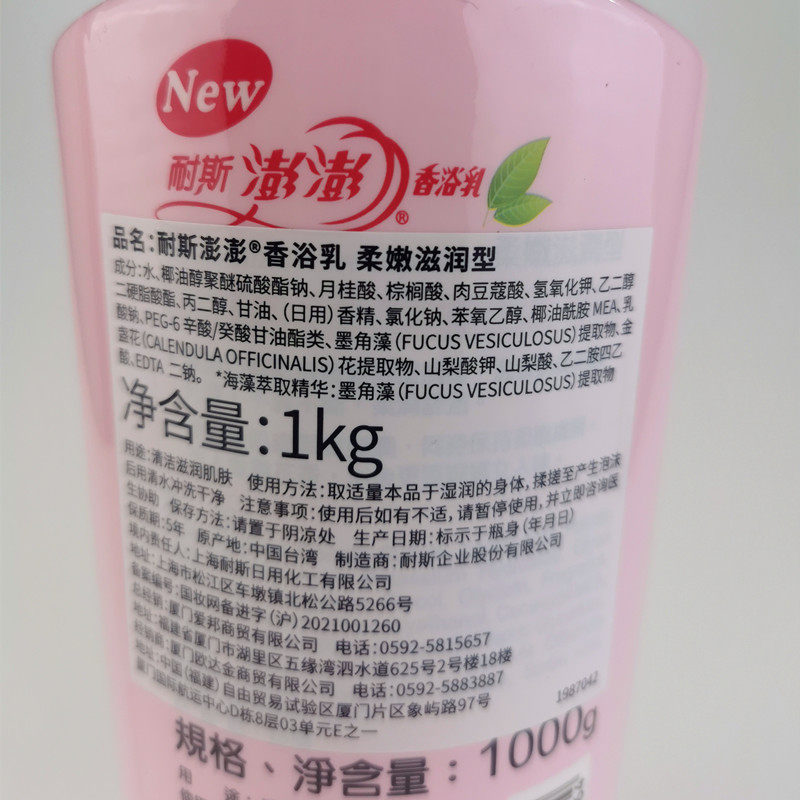 New
耐斯 澎澎® 香浴乳
品名:耐斯澎澎®香浴乳 柔嫩滋润型
成分:水、椰油醇聚醚硫酸酯钠、月桂酸、棕榈酸、肉豆蔻酸、氢氧化钾、乙二醇
二硬脂酸酯、丙二醇、甘油、(日用)香精、氯化钠、苯氧乙醇、椰油酰胺 MEA、乳
酸钠、PEG-6 辛酸/癸酸甘油酯类、墨角藻(FUCUS VESICULOSUS)提取物、金
盏花(CALENDULA OFFICINALIS)花提取物、山梨酸钾、山梨酸、乙二胺四乙
酸、EDTA 二钠。 *海藻萃取精华:墨角藻(FUCUS VESICULOSUS)提取物
净含量:1kg
用途:清洁滋润肌肤 使用方法:取适量本品于湿润的身体,揉搓至产生泡沫
后用清水冲洗干净 注意事项:使用后如有不适,请暂停使用,并立即咨询医
生协助 保存方法:请置于阴凉处 生产日期:标示于瓶身(年月日)
保质期:5年 原产地:中国台湾 制造商:耐斯企业股份有限公司
境内责任人:上海耐斯日用化工有限公司
地址:上海市松江区车墩镇北松公路5266号
备案编号:国妆网备进字(沪)2021001260
总经销:厦门爱邦商贸有限公司 电话:0592-5815657
地址:福建省厦门市湖里区五缘湾泗水道625号2号楼18楼
经销商:厦门欧达金商贸有限公司 电话:0592-5883887
地址:中国(福建)自由贸易试验区厦门片区象屿路97号
厦门国际航运中心D栋8层03单元E之一
1987042
規格、淨含量:1000g
用 途